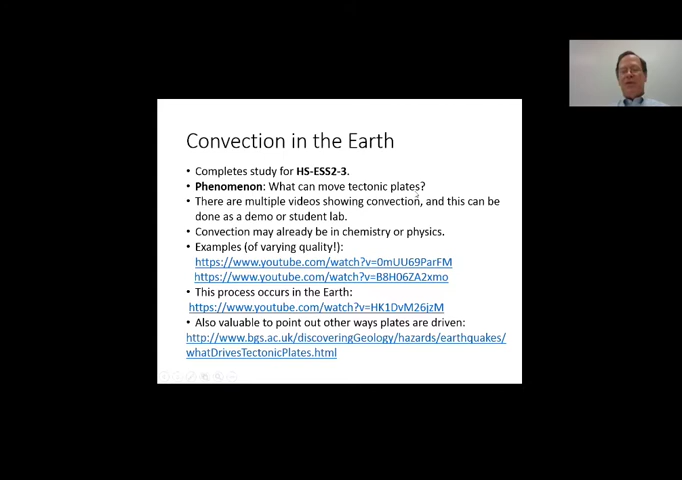 Convection in the Earth
• Completes study for HS-ESS2-3.
• Phenomenon: What can move tectonic plates?
• There are multiple videos showing convection, and this can be
done as a demo or student lab.
• Convection may already be in chemistry or physics.
• Examples (of varying quality!):
https://www.youtube.com/watch?v=0mUU69ParFM
https://www.youtube.com/watch?v=B8H06ZA2xmo
• This process occurs in the Earth:
https://www.youtube.com/watch?v=HK1DvM26jzM
• Also valuable to point out other ways plates are driven:
http://www.bgs.ac.uk/discoveringGeology/hazards/earthquakes/
whatDrivesTectonicPlates.html